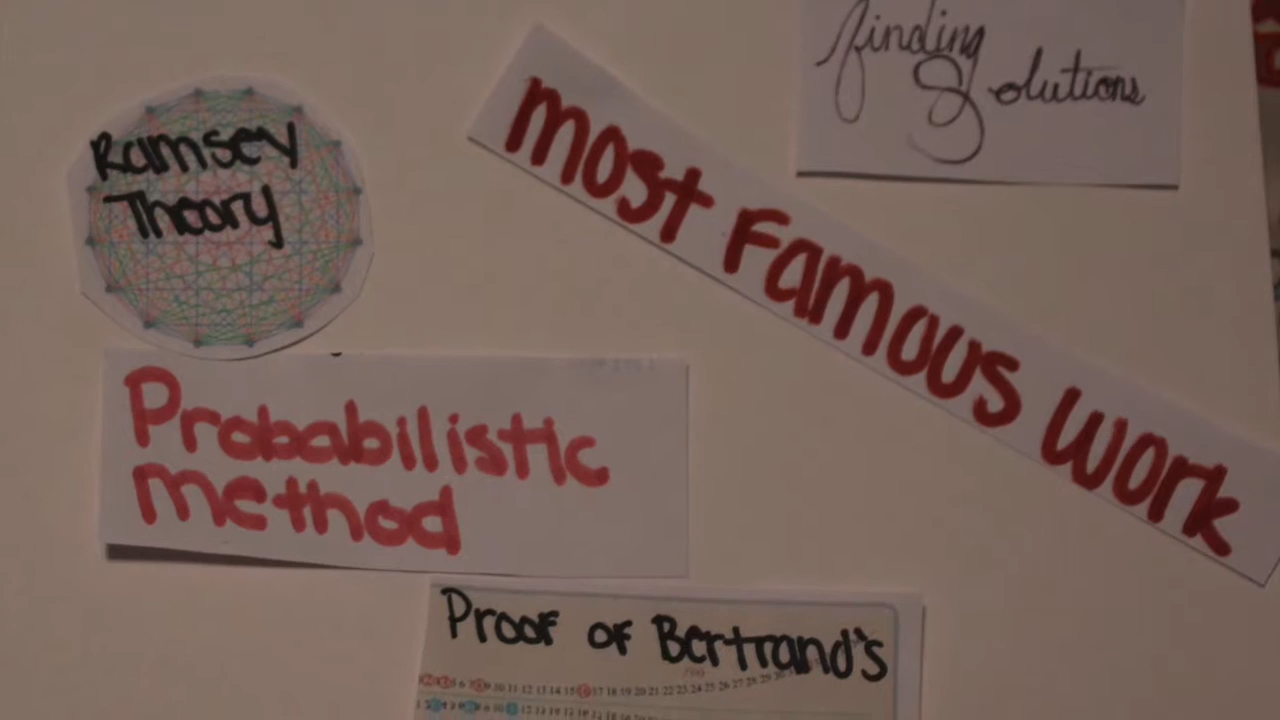 finding
Solutions
Ramsey
Theory
most Famous Work
Probabilistic
method
Proof of Bertrand's